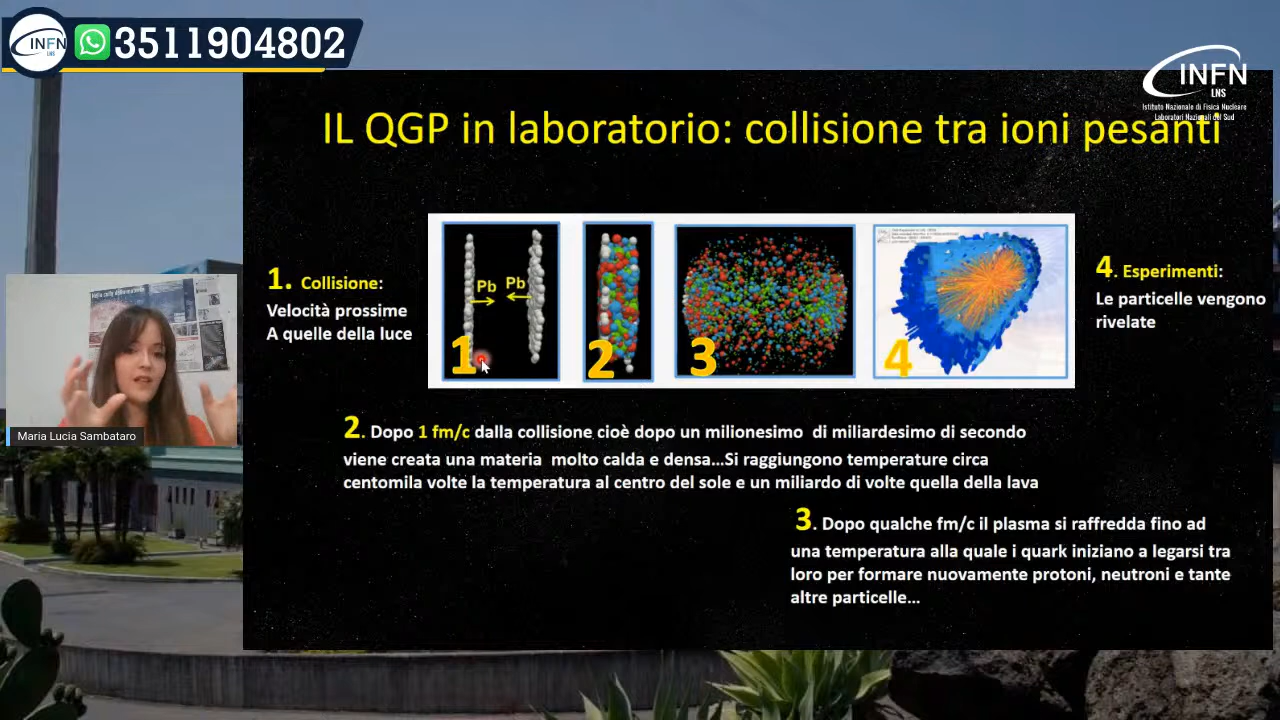 INFN
LNS
3511904802
INFN
LNS
Istituto Nazionale di Fisica Nucleare
Laboratori Nazionali del Sud
IL QGP in laboratorio: collisione tra ioni pesanti
1. Collisione:
Velocità prossime
A quelle della luce
Pb Pb
1
2
3
4
4. Esperimenti:
Le particelle vengono
rivelate
Maria Lucia Sambataro
2. Dopo 1 fm/c dalla collisione cioè dopo un milionesimo di miliardesimo di secondo
viene creata una materia molto calda e densa...Si raggiungono temperature circa
centomila volte la temperatura al centro del sole e un miliardo di volte quella della lava
3. Dopo qualche fm/c il plasma si raffredda fino ad
una temperatura alla quale i quark iniziano a legarsi tra
loro per formare nuovamente protoni, neutroni e tante
altre particelle...